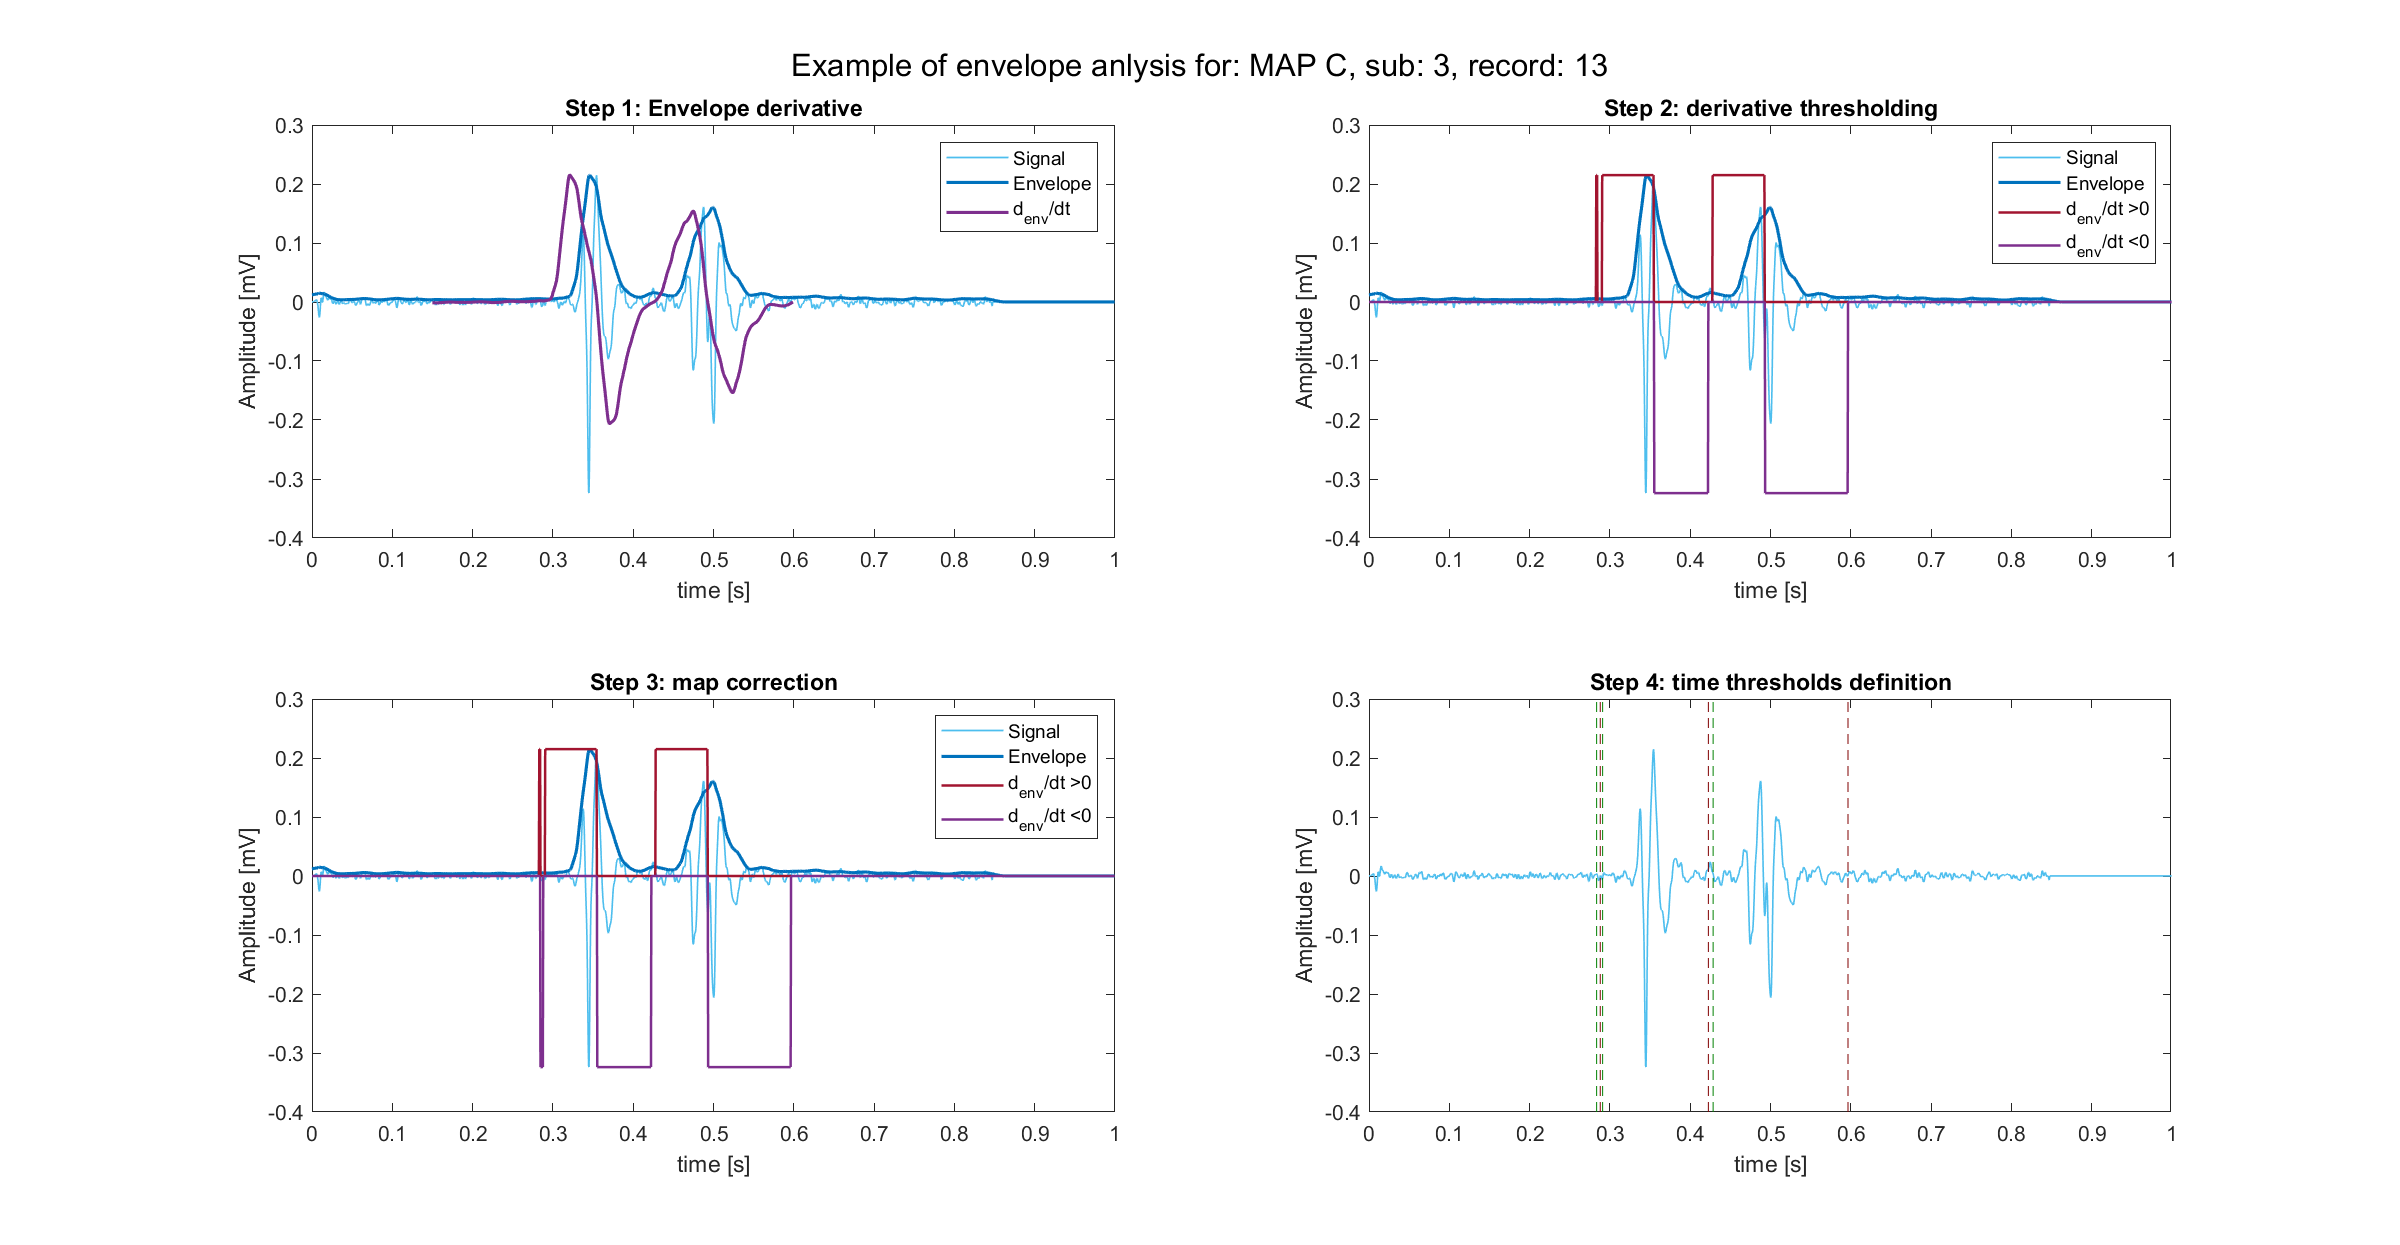 Example of envelope anlysis for: MAP C, sub: 3, record: 13
Step 1: Envelope derivative
0.3
0.2
0.1
0
-0.1
-0.2
-0.3
-0.4
Amplitude [mV]
0 0.1 0.2 0.3 0.4 0.5 0.6 0.7 0.8 0.9 1
time [s]
Signal
Envelope
d_env/dt
Step 2: derivative thresholding
0.3
0.2
0.1
0
-0.1
-0.2
-0.3
-0.4
Amplitude [mV]
0 0.1 0.2 0.3 0.4 0.5 0.6 0.7 0.8 0.9 1
time [s]
Signal
Envelope
d_env/dt >0
d_env/dt <0
Step 3: map correction
0.3
0.2
0.1
0
-0.1
-0.2
-0.3
-0.4
Amplitude [mV]
0 0.1 0.2 0.3 0.4 0.5 0.6 0.7 0.8 0.9 1
time [s]
Signal
Envelope
d_env/dt >0
d_env/dt <0
Step 4: time thresholds definition
0.3
0.2
0.1
0
-0.1
-0.2
-0.3
-0.4
Amplitude [mV]
0 0.1 0.2 0.3 0.4 0.5 0.6 0.7 0.8 0.9 1
time [s]